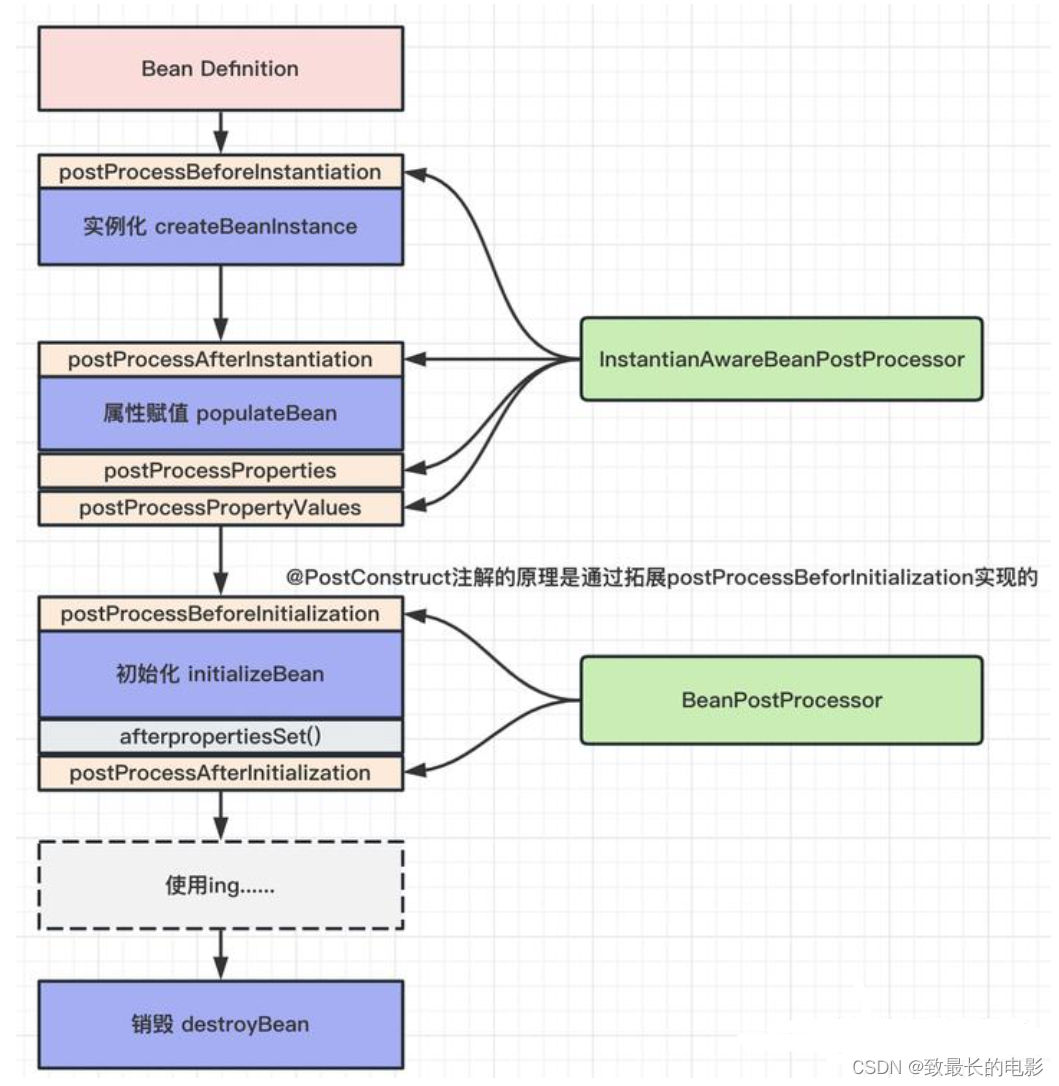 Bean Definition
postProcessBeforeInstantiation
实例化 createBeanInstance
postProcessAfterInstantiation
InstantianAwareBeanPostProcessor
属性赋值 populateBean
postProcessProperties
postProcessPropertyValues
@PostConstruct注解的原理是通过拓展postProcessBeforInitialization实现的
postProcessBeforeInitialization
初始化 initializeBean
BeanPostProcessor
afterpropertiesSet()
postProcessAfterInitialization
使用ing......
销毁 destroyBean
CSDN @致最长的电影